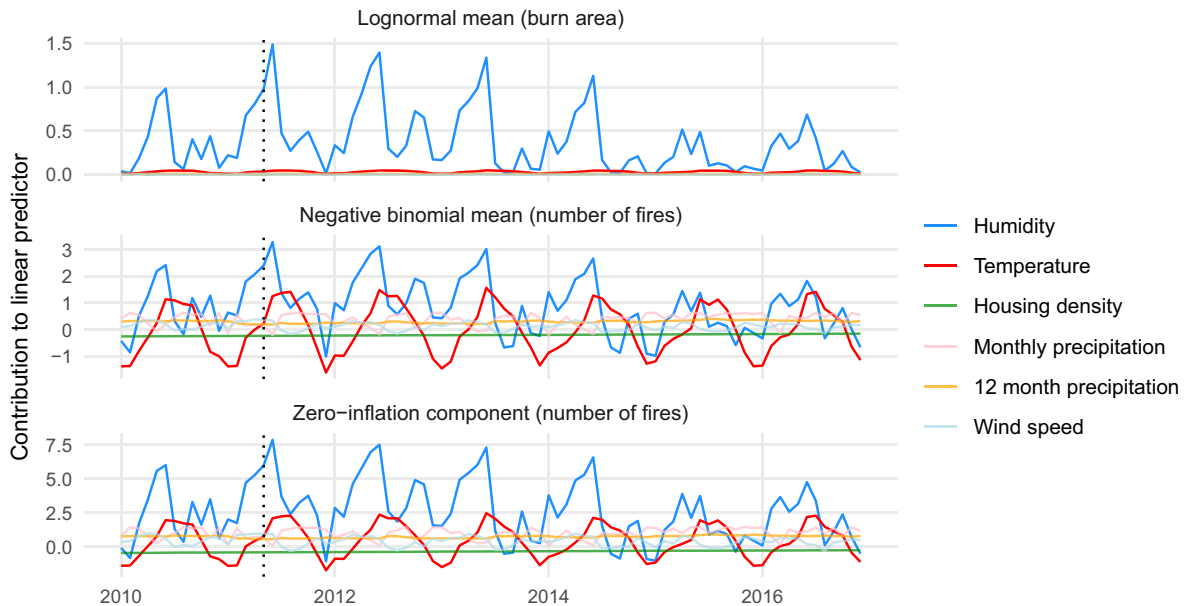 Lognormal mean (burn area)
1.5
1.0
0.5
0.0
Negative binomial mean (number of fires)
3
2
1
0
−1
Zero−inflation component (number of fires)
7.5
5.0
2.5
0.0
2010
2012
2014
2016
Contribution to linear predictor
Humidity
Temperature
Housing density
Monthly precipitation
12 month precipitation
Wind speed